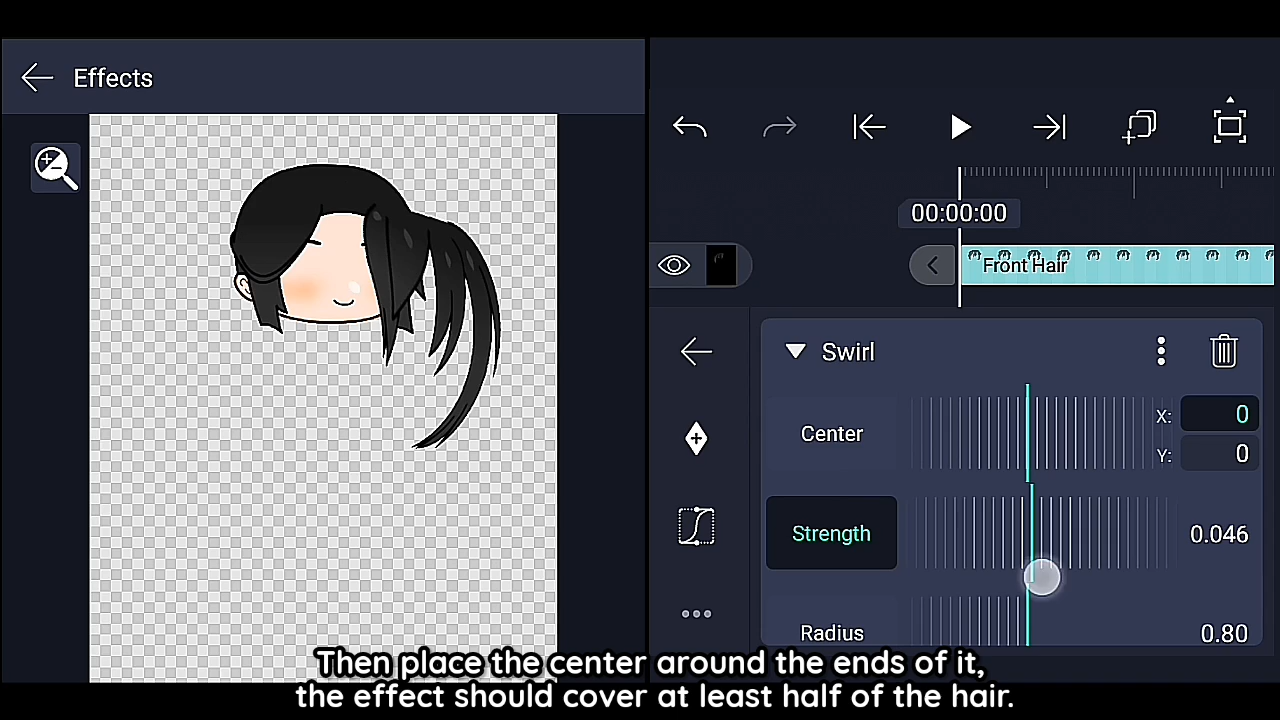 Effects
00:00:00
Front Hair
Swirl
Center
X: 0
Y: 0
Strength
0.046
Radius
0.80
Then place the center around the ends of it,
the effect should cover at least half of the hair.